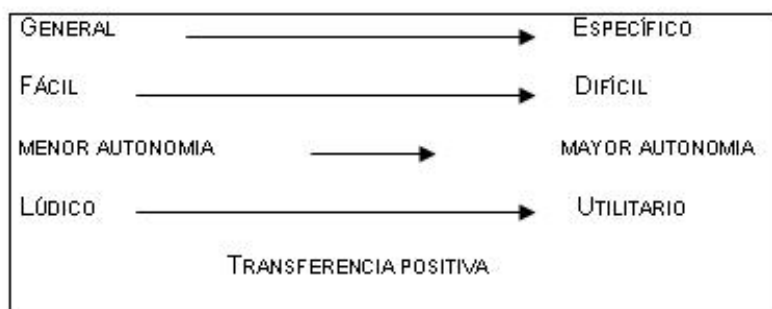 GENERAL ESPECÍFICO
FÁCIL DIFÍCIL
MENOR AUTONOMIA MAYOR AUTONOMIA
LÚDICO UTILITARIO
TRANSFERENCIA POSITIVA